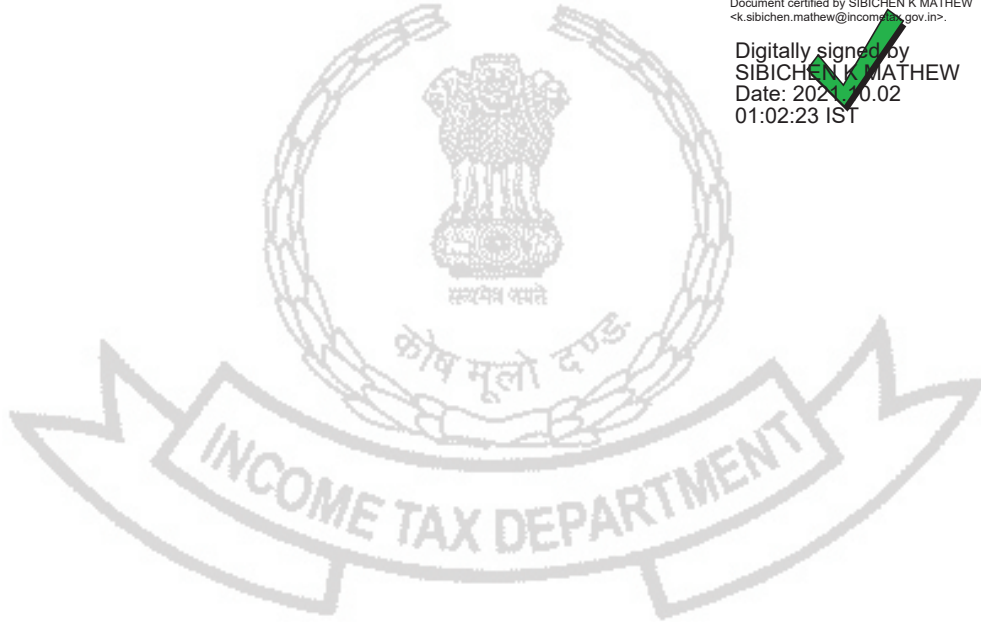 Document certified by SIBICHEN K MATHEW
<k.sibichen.mathew@incometax.gov.in>.
Digitally signed by
SIBICHEN K MATHEW
Date: 2021.10.02
01:02:23 IST
सत्यमेव जयते
कोष मूलो दण्ड
INCOME TAX DEPARTMENT